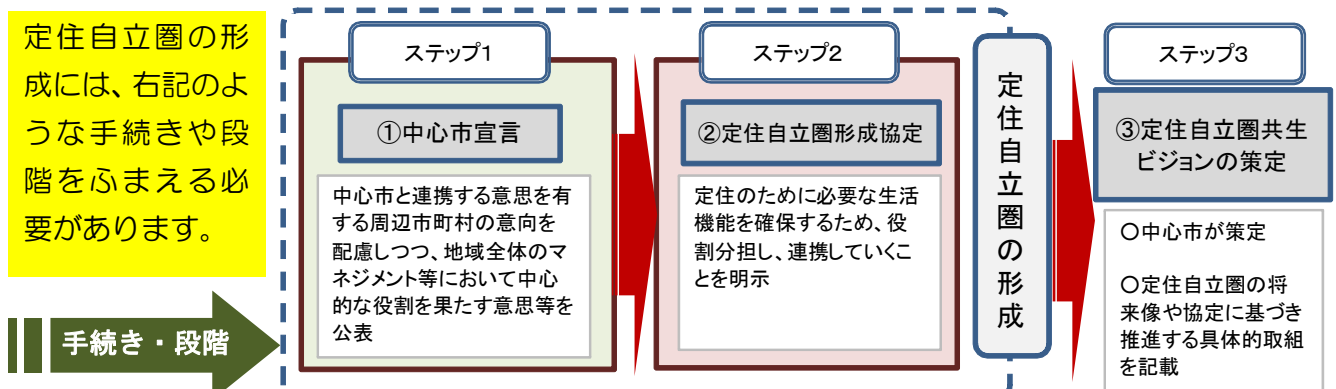 定住自立圏の形
成には、右記のよ
うな手続きや段
階をふまえる必
要があります。
手続き・段階
ステップ1
①中心市宣言
中心市と連携する意思を有
する周辺市町村の意向を
配慮しつつ、地域全体のマ
ネジメント等において中心
的な役割を果たす意思等を
公表
ステップ2
②定住自立圏形成協定
定住のために必要な生活
機能を確保するため、役
割分担し、連携していくこ
とを明示
定住自立圏の形成
ステップ3
③定住自立圏共生
ビジョンの策定
○中心市が策定
○定住自立圏の将
来像や協定に基づき
推進する具体的取組
を記載